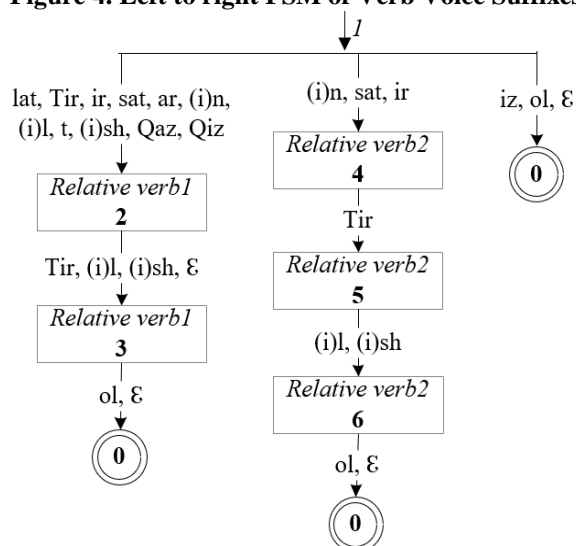 Figure 4. Left to right FSM of Verb Voice Suffixes
1
lat, Tir, ir, sat, ar, (i)n,
(i)l, t, (i)sh, Qaz, Qiz
(i)n, sat, ir
iz, ol, Ɛ
0
Relative verb1
2
Relative verb2
4
Tir, (i)l, (i)sh, Ɛ
Tir
Relative verb1
3
Relative verb2
5
ol, Ɛ
(i)l, (i)sh
0
Relative verb2
6
ol, Ɛ
0